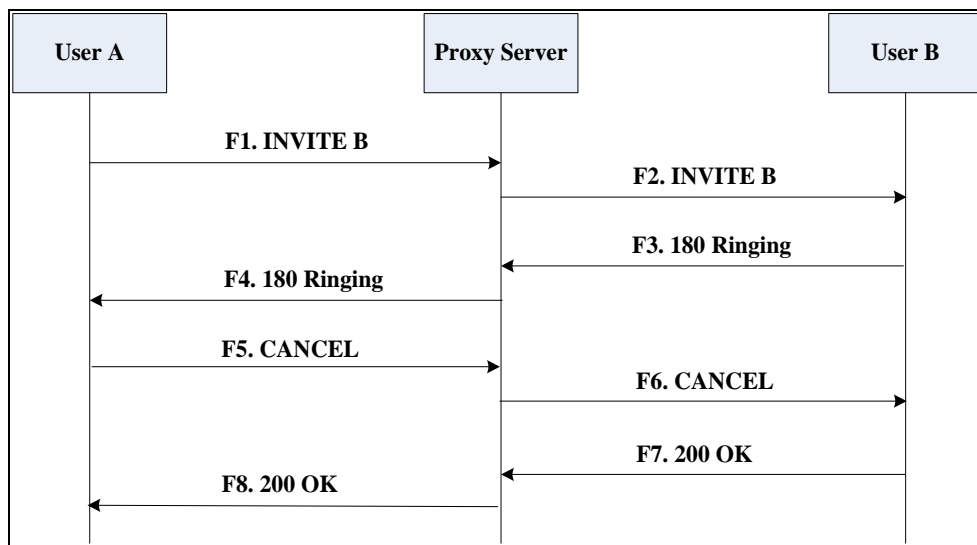 User A
Proxy Server
User B
F1. INVITE B
F2. INVITE B
F3. 180 Ringing
F4. 180 Ringing
F5. CANCEL
F6. CANCEL
F7. 200 OK
F8. 200 OK